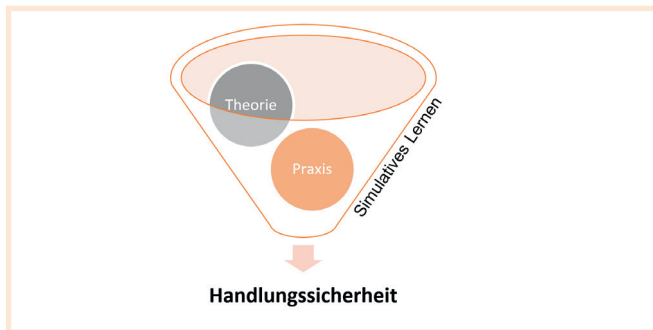 Theorie
Praxis
Simulatives Lernen
Handlungssicherheit